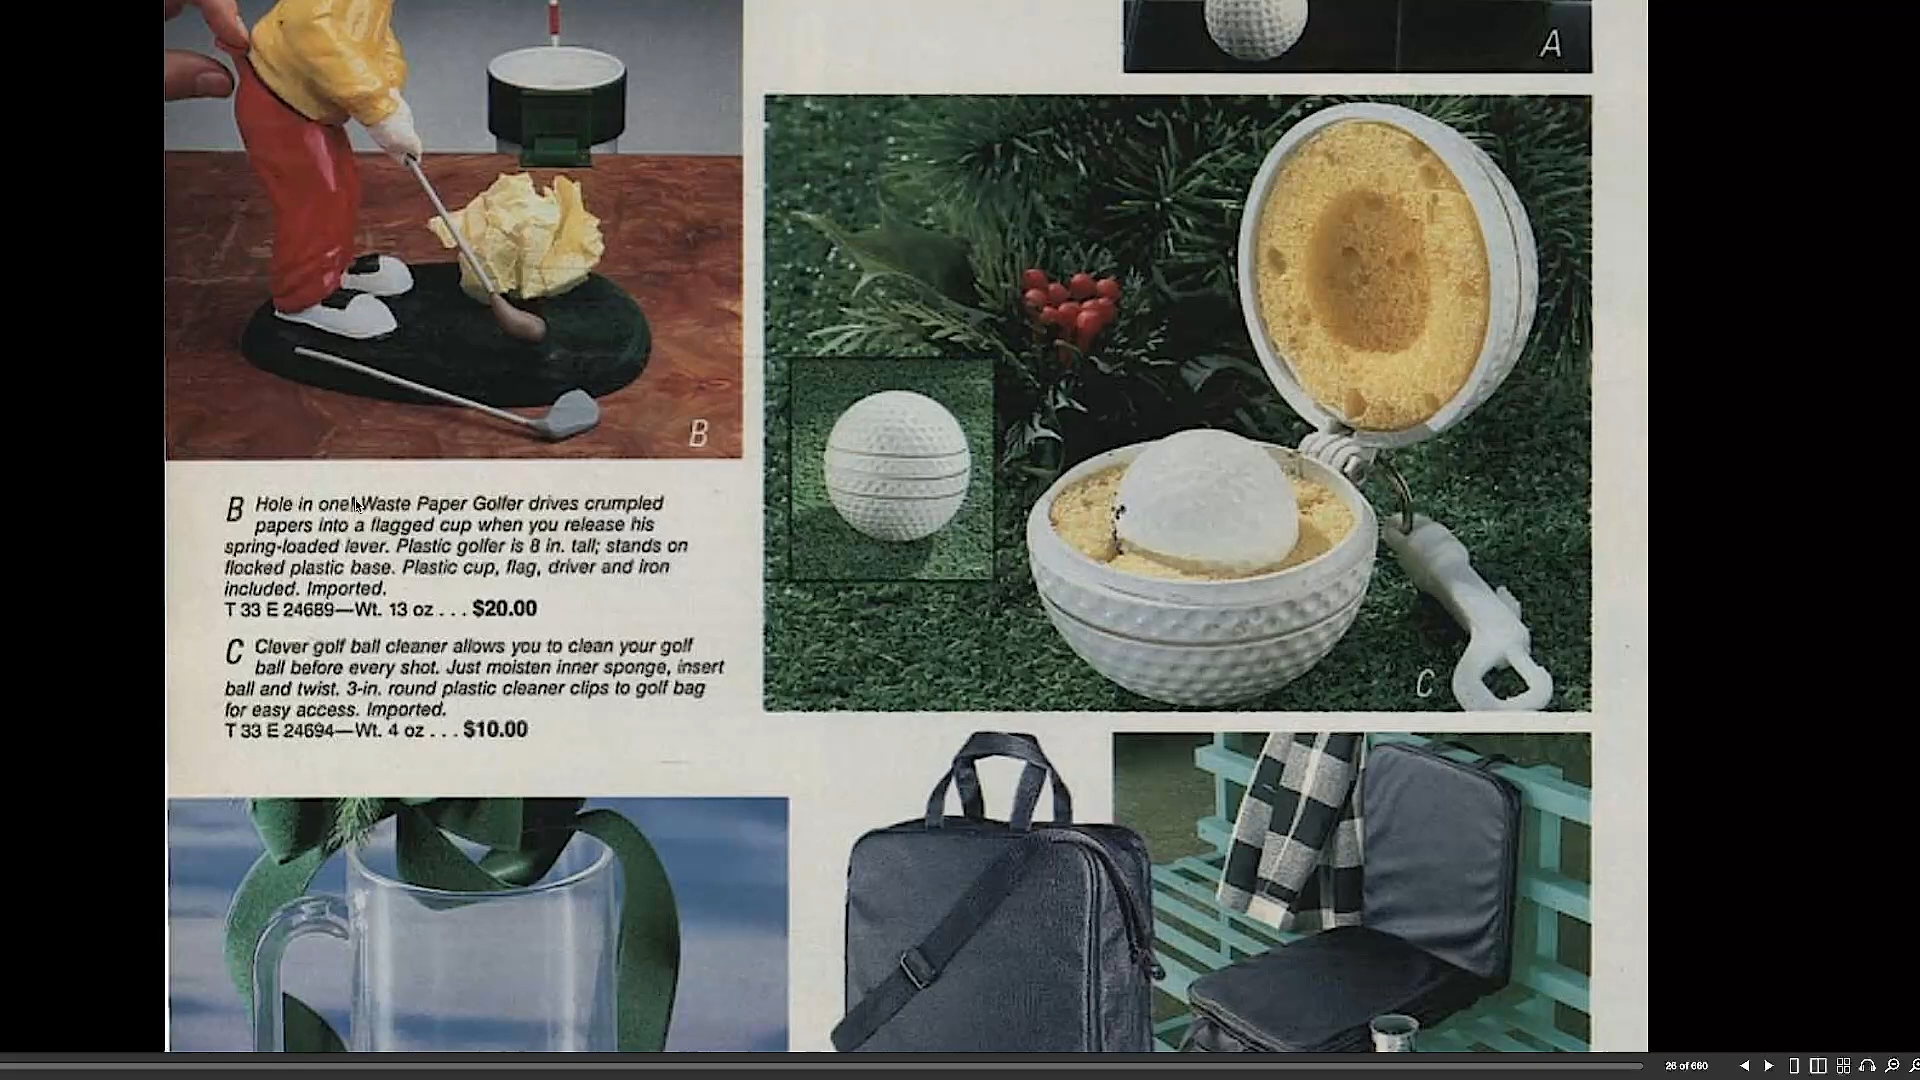 A
B
B Hole in one! Waste Paper Golfer drives crumpled
papers into a flagged cup when you release his
spring-loaded lever. Plastic golfer is 8 in. tall; stands on
flocked plastic base. Plastic cup, flag, driver and iron
included. Imported.
T 33 E 24689—Wt. 13 oz . . . $20.00
C Clever golf ball cleaner allows you to clean your golf
ball before every shot. Just moisten inner sponge, insert
ball and twist. 3-in. round plastic cleaner clips to golf bag
for easy access. Imported.
T 33 E 24694—Wt. 4 oz . . . $10.00
C
26 of 660